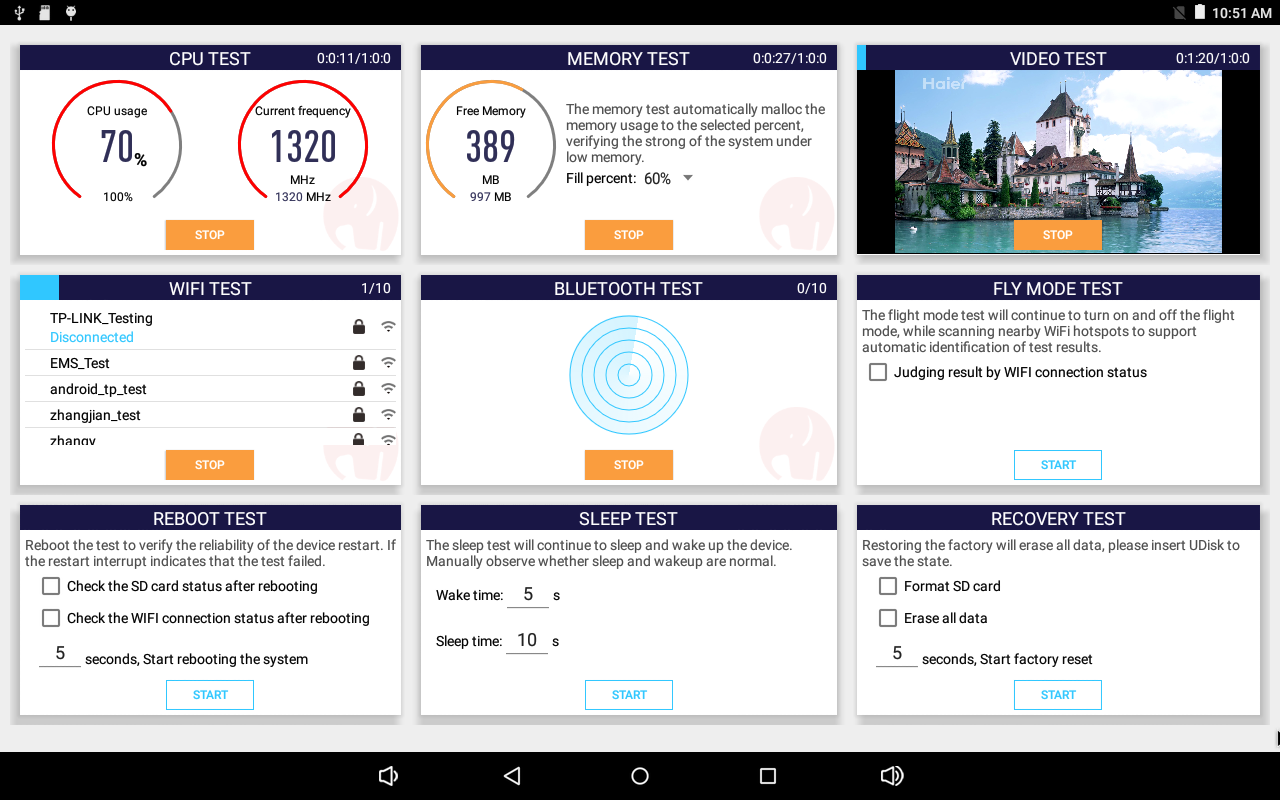 10:51 AM
CPU TEST 0:0:11/1:0:0
CPU usage
70%
100%
Current frequency
1320
MHz
1320 MHz
STOP
MEMORY TEST 0:0:27/1:0:0
Free Memory
389
MB
997 MB
The memory test automatically malloc the
memory usage to the selected percent,
verifying the strong of the system under
low memory.
Fill percent: 60%
STOP
VIDEO TEST 0:1:20/1:0:0
Haier
STOP
WIFI TEST 1/10
TP-LINK_Testing
Disconnected
EMS_Test
android_tp_test
zhangjian_test
zhangy
STOP
BLUETOOTH TEST 0/10
STOP
FLY MODE TEST
The flight mode test will continue to turn on and off the flight
mode, while scanning nearby WiFi hotspots to support
automatic identification of test results.
Judging result by WIFI connection status
START
REBOOT TEST
Reboot the test to verify the reliability of the device restart. If
the restart interrupt indicates that the test failed.
Check the SD card status after rebooting
Check the WIFI connection status after rebooting
5 seconds, Start rebooting the system
START
SLEEP TEST
The sleep test will continue to sleep and wake up the device.
Manually observe whether sleep and wakeup are normal.
Wake time: 5 s
Sleep time: 10 s
START
RECOVERY TEST
Restoring the factory will erase all data, please insert UDisk to
save the state.
Format SD card
Erase all data
5 seconds, Start factory reset
START